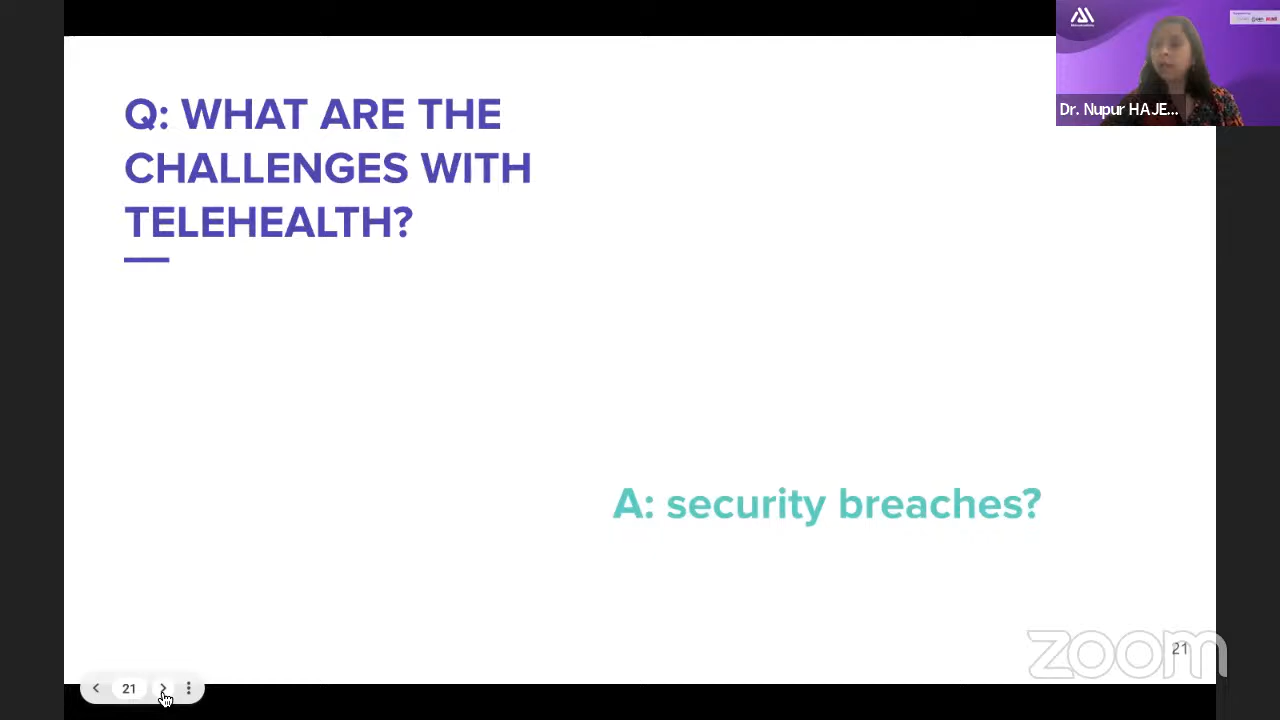 Q: WHAT ARE THE
CHALLENGES WITH
TELEHEALTH?
Dr. Nupur HAJE...
A: security breaches?
21
zoom
21